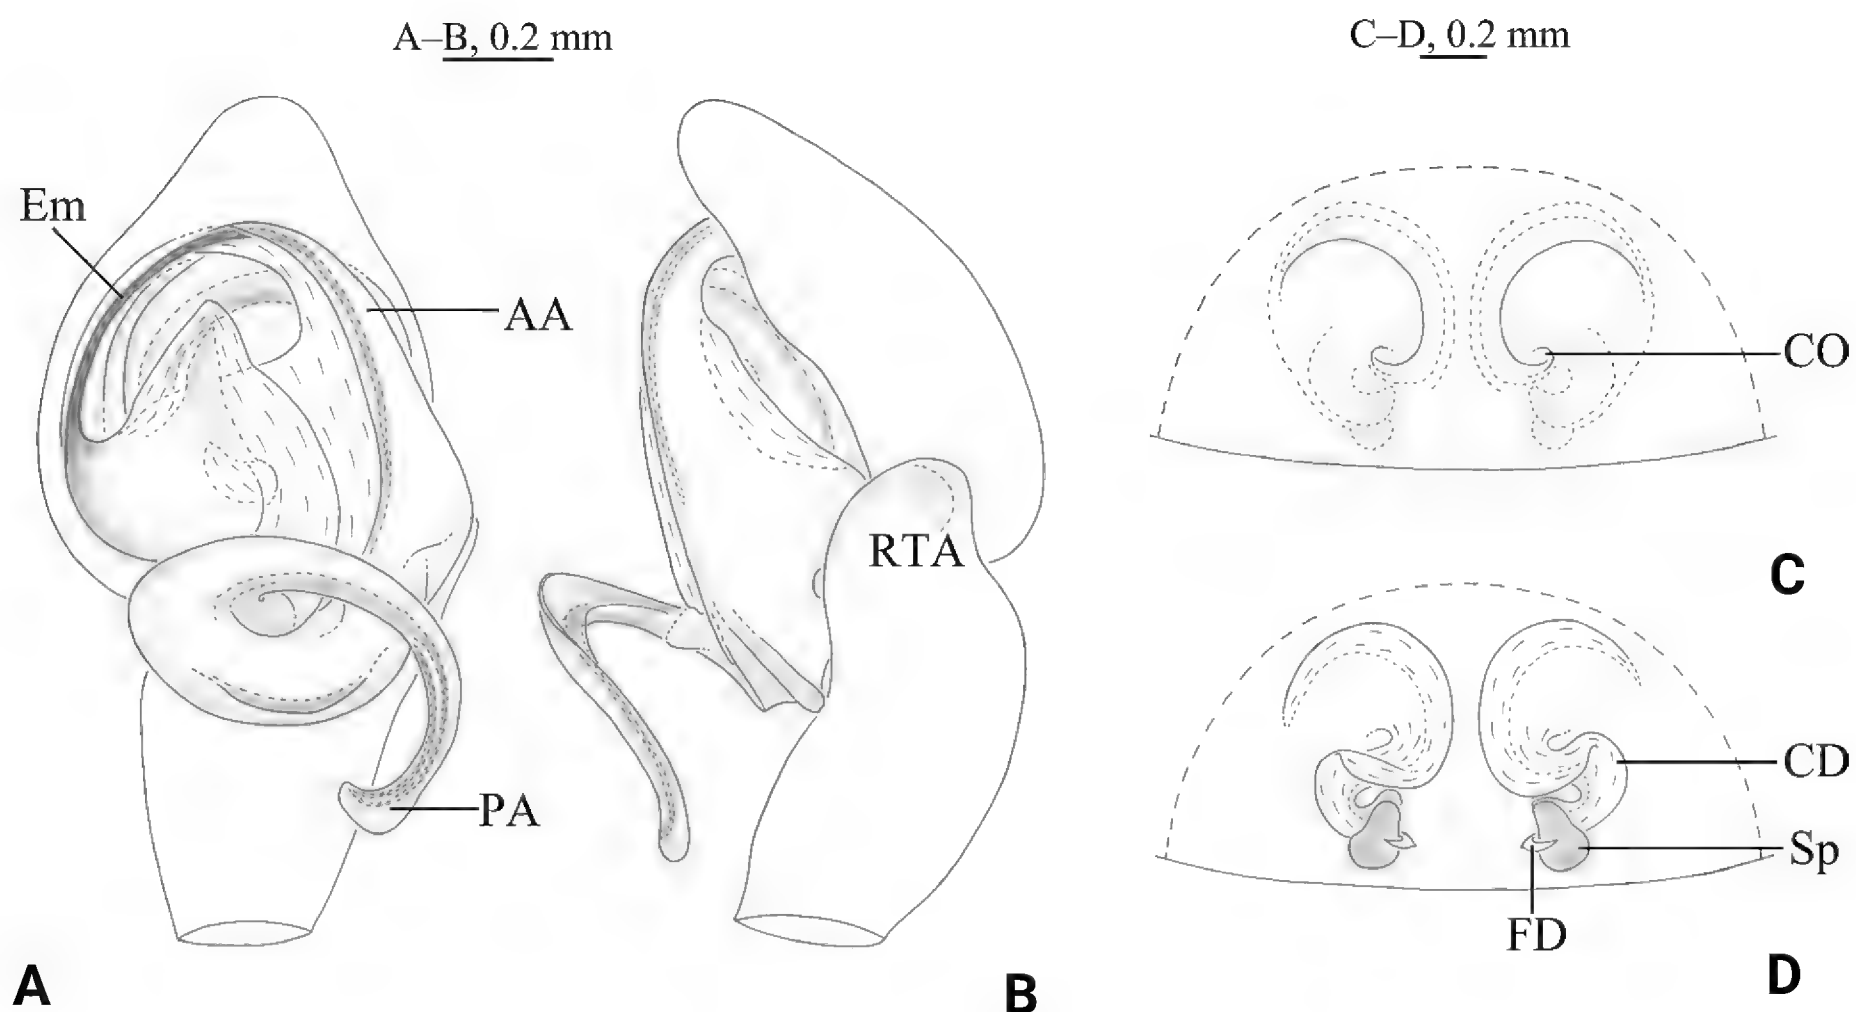 A–B, 0.2 mm
C–D, 0.2 mm
Em
AA
PA
RTA
CO
CD
Sp
FD
A
B
C
D